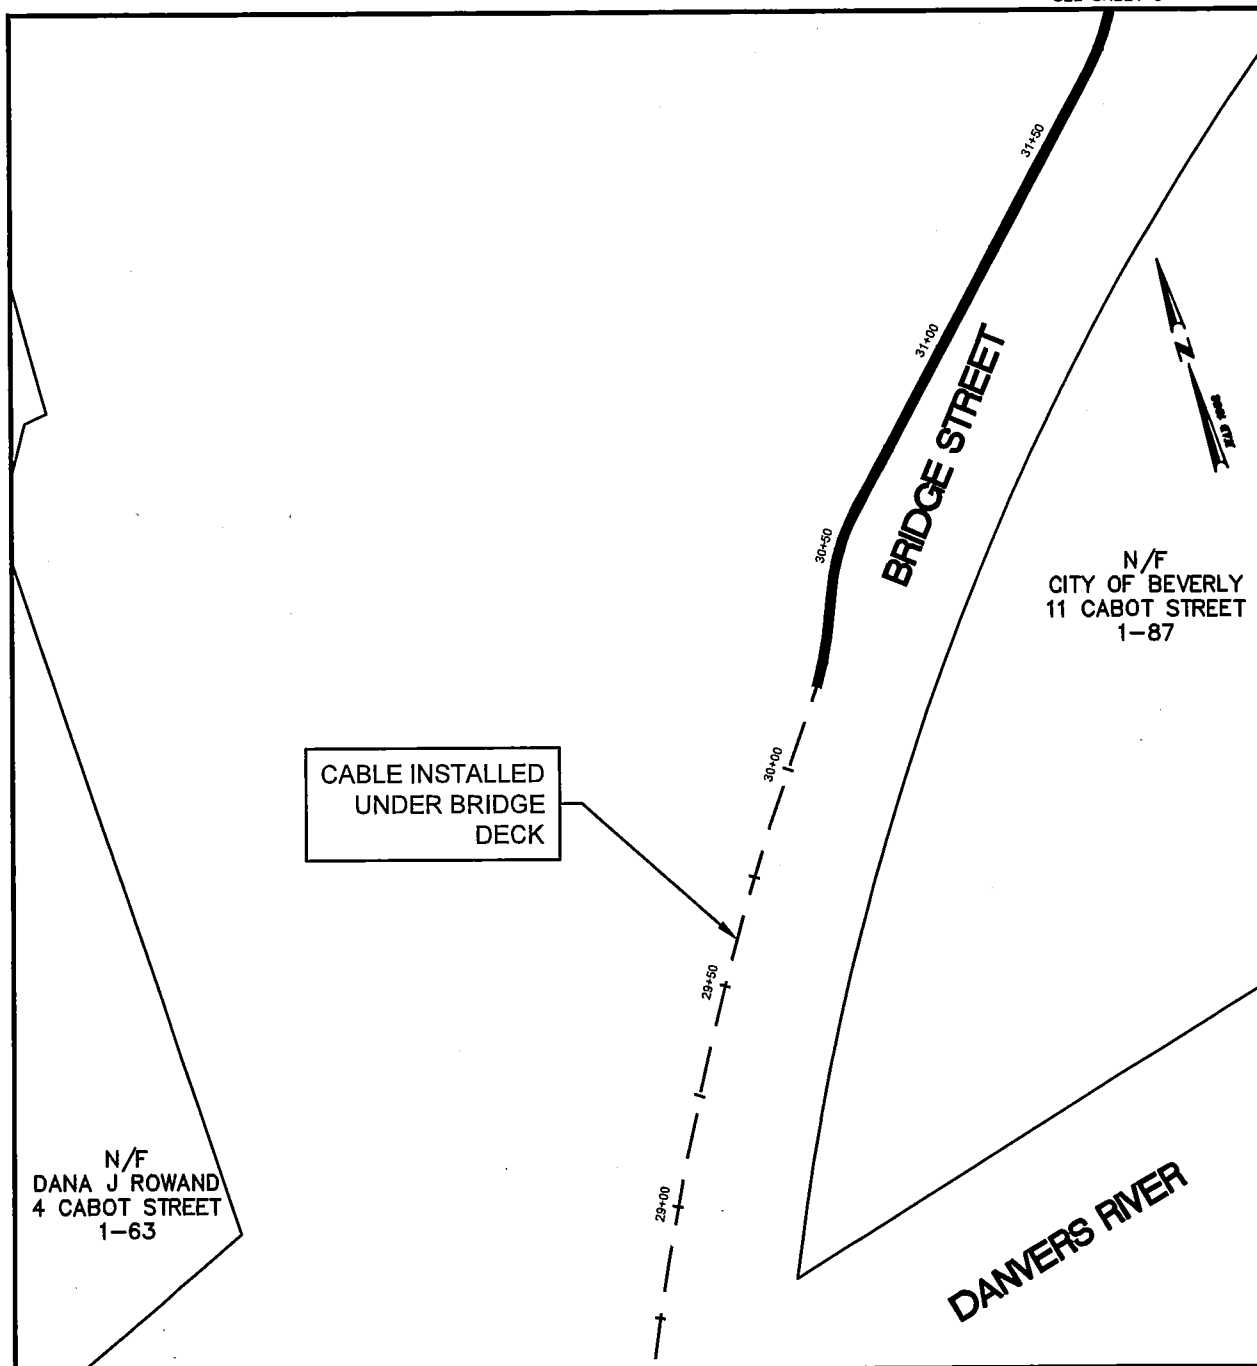 31+50
31+00
BRIDGE STREET
N
30+50
N/F
CITY OF BEVERLY
11 CABOT STREET
1-87
30+00
CABLE INSTALLED
UNDER BRIDGE
DECK
29+50
N/F
DANA J ROWAND
4 CABOT STREET
1-63
29+00
DANVERS RIVER